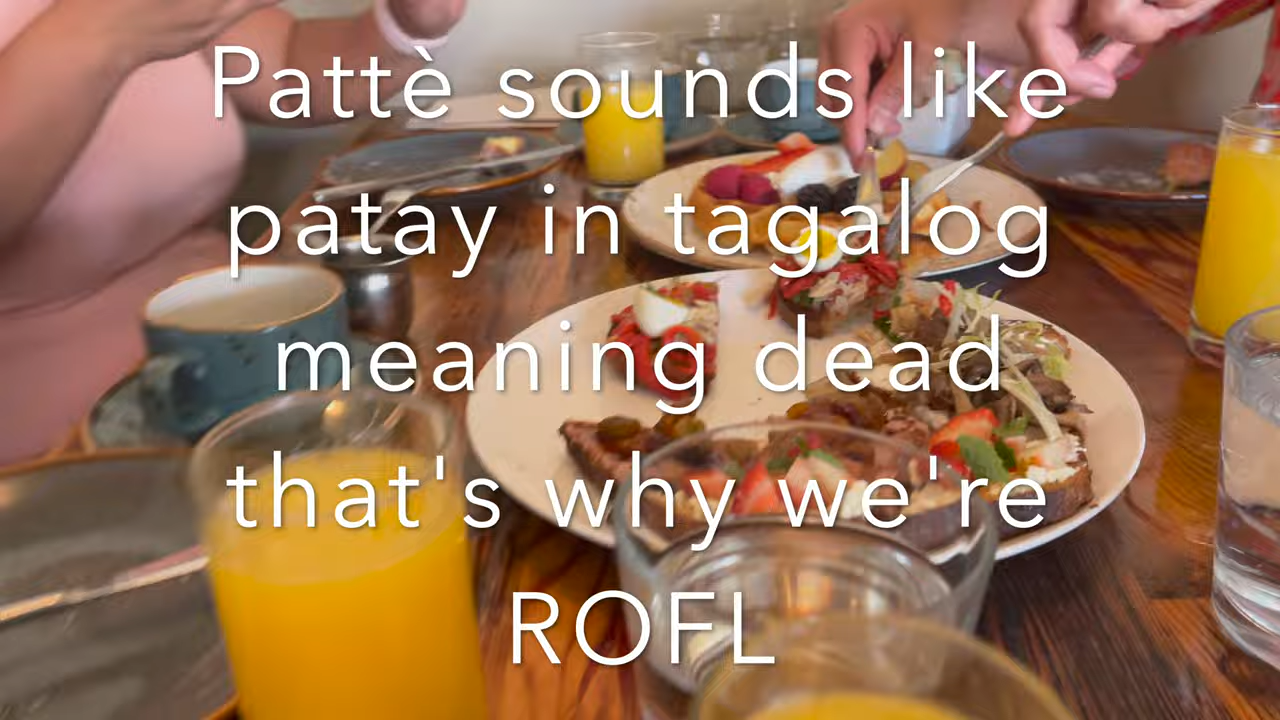 Pattè sounds like
patay in tagalog
meaning dead
that's why we're
ROFL